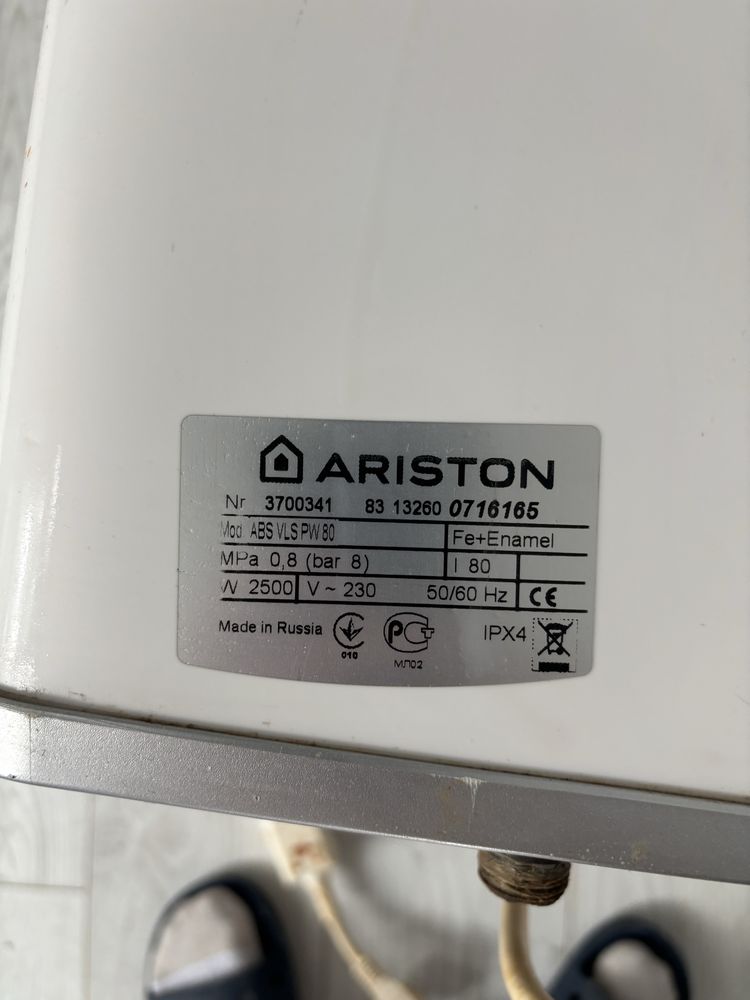 ARISTON
Nr 3700341 83 13260 0716165
Mod. ABS VLS PW 80 Fe+Enamel
MPa 0,8 (bar 8) l 80
W 2500 V ~ 230 50/60 Hz CE
Made in Russia 010 РСТ МЛ02 IPX4